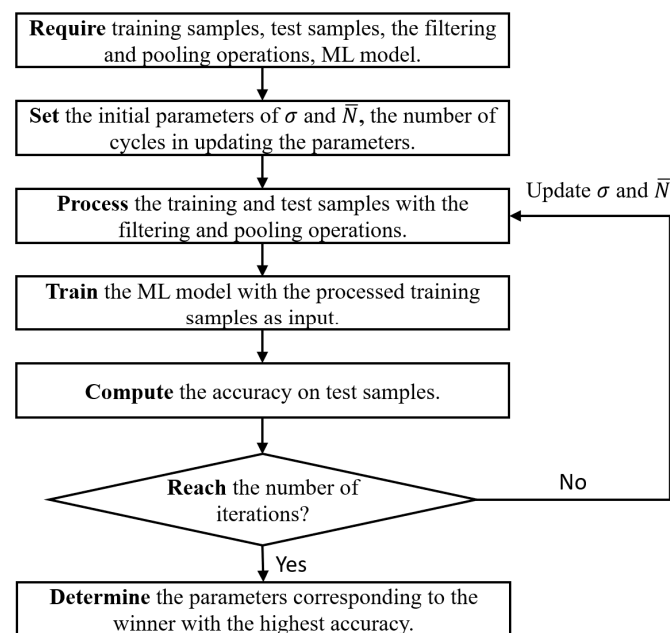 Require training samples, test samples, the filtering
and pooling operations, ML model.
Set the initial parameters of σ and N̅, the number of
cycles in updating the parameters.
Update σ and N̅
Process the training and test samples with the
filtering and pooling operations.
Train the ML model with the processed training
samples as input.
Compute the accuracy on test samples.
Reach the number of
iterations?
No
Yes
Determine the parameters corresponding to the
winner with the highest accuracy.